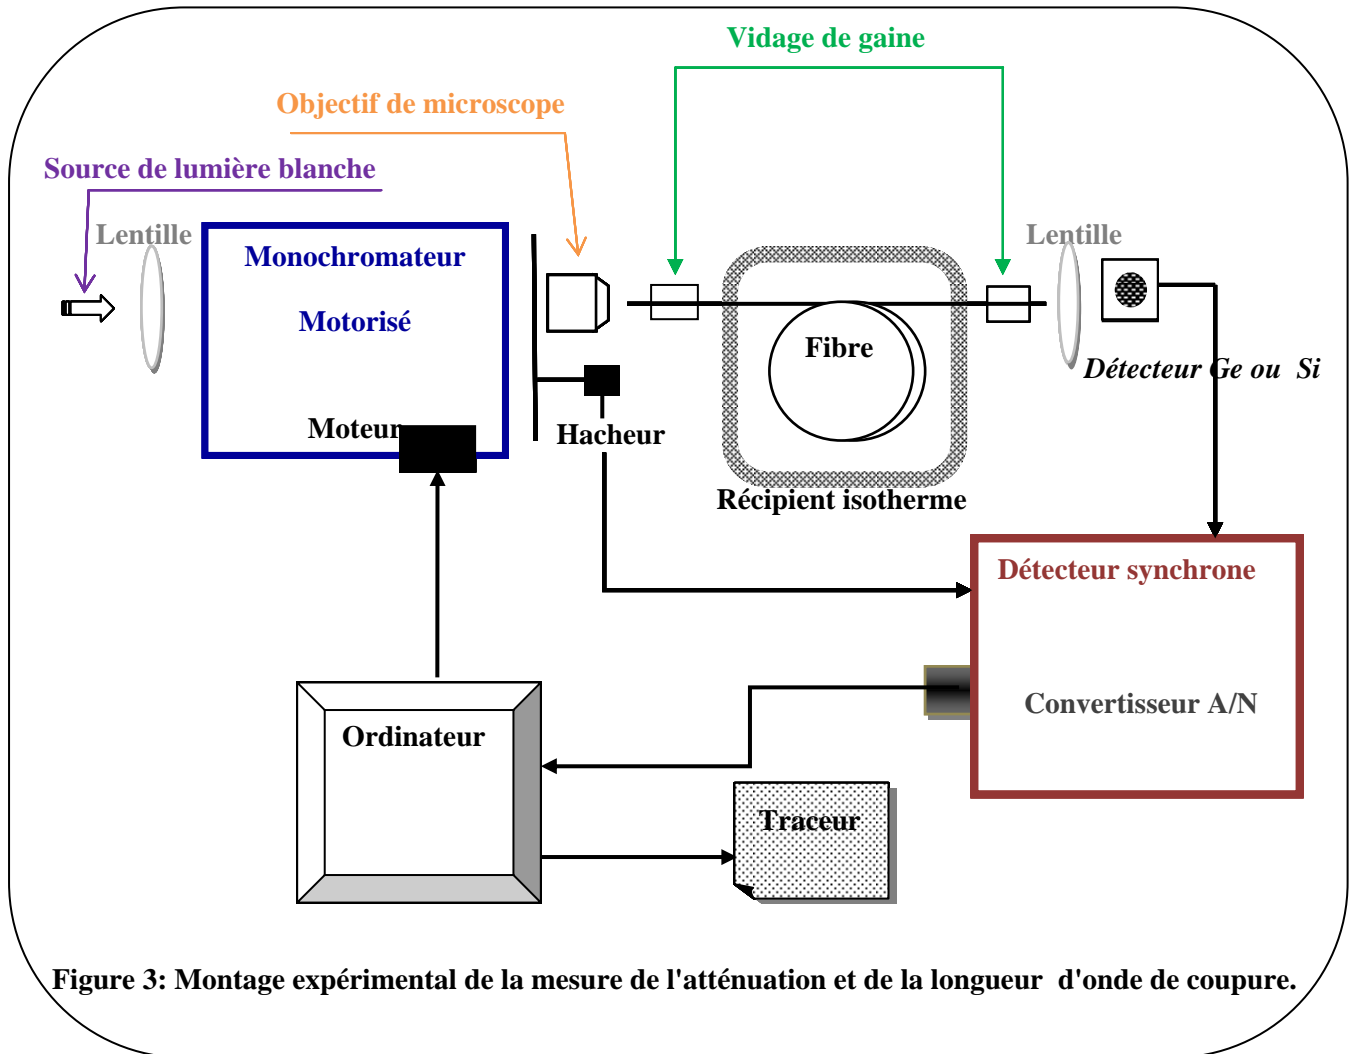 Vidage de gaine
Objectif de microscope
Source de lumière blanche
Lentille
Lentille
Monochromateur
Motorisé
Fibre
Détecteur Ge ou Si
Moteur
Hacheur
Récipient isotherme
Détecteur synchrone
Convertisseur A/N
Ordinateur
Traceur
Figure 3: Montage expérimental de la mesure de l'atténuation et de la longueur d'onde de coupure.